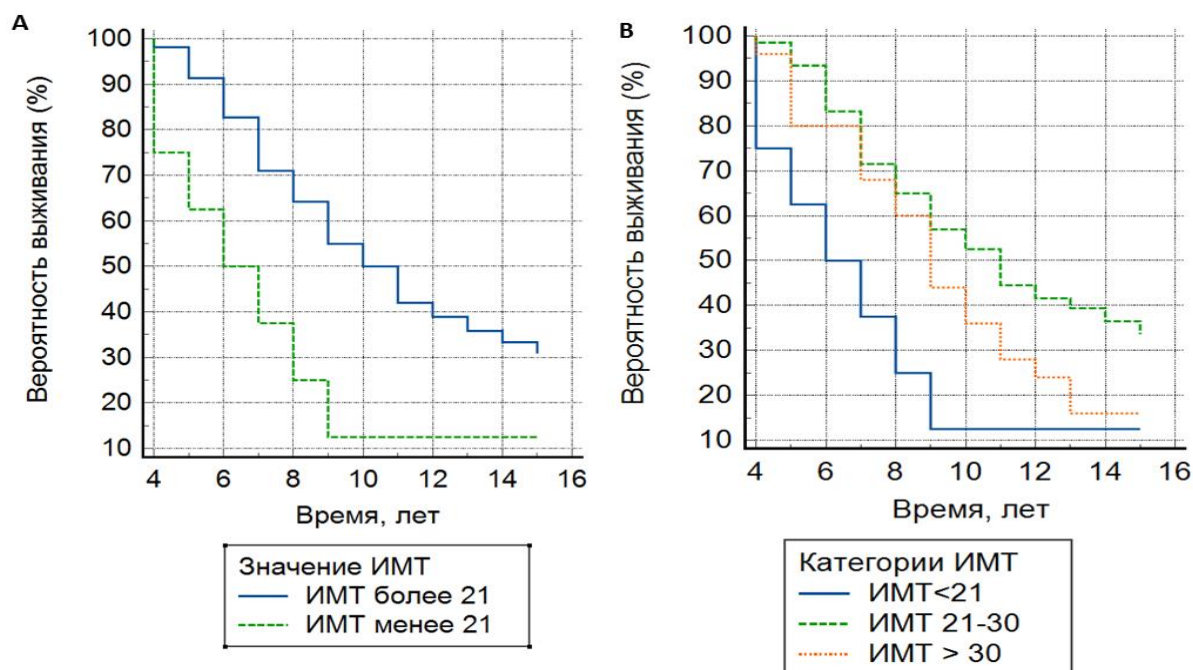 A
Вероятность выживания (%)
100
90
80
70
60
50
40
30
20
10
4 6 8 10 12 14 16
Время, лет
Значение ИМТ
ИМТ более 21
ИМТ менее 21
B
Вероятность выживания (%)
100
90
80
70
60
50
40
30
20
10
4 6 8 10 12 14 16
Время, лет
Категории ИМТ
ИМТ<21
ИМТ 21-30
ИМТ > 30